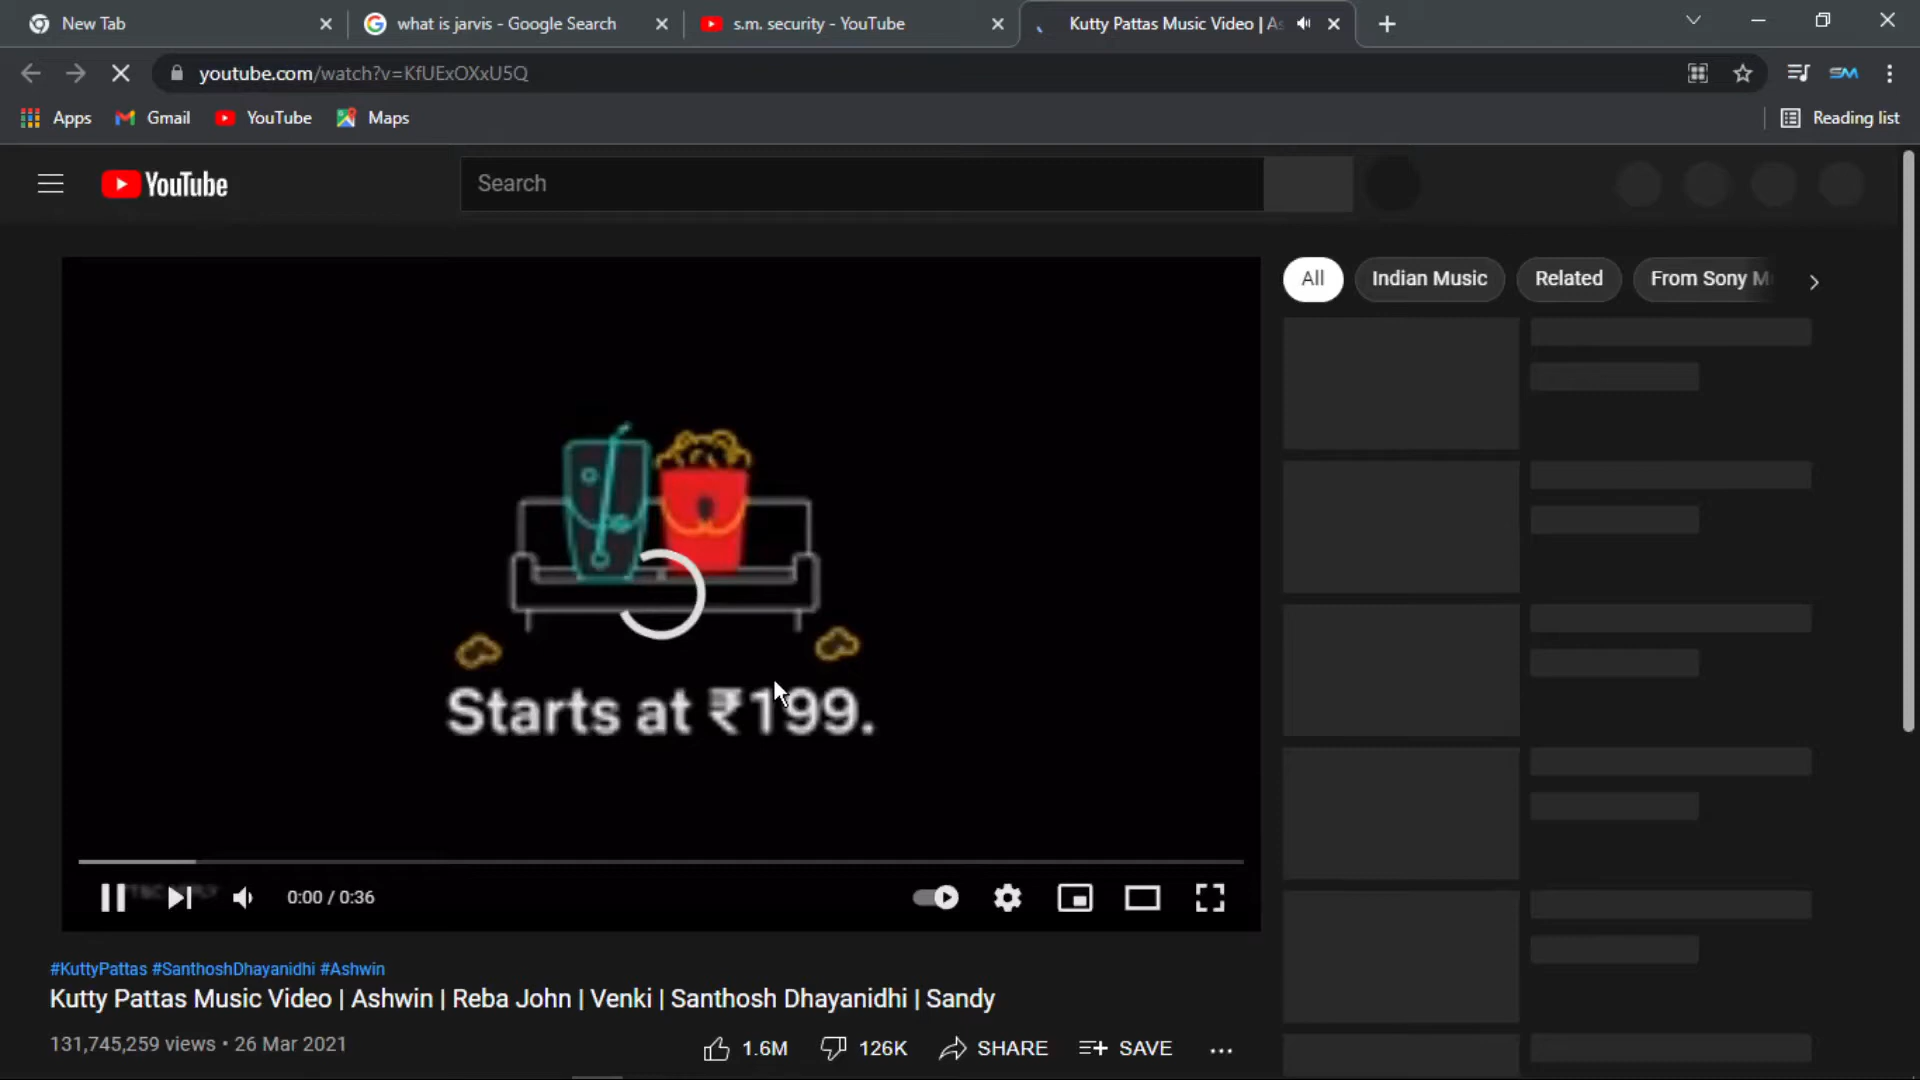 New Tab
what is jarvis - Google Search
s.m. security - YouTube
Kutty Pattas Music Video | As
youtube.com/watch?v=KfUExOXxU5Q
SM
Apps
Gmail
YouTube
Maps
Reading list
YouTube
Search
All
Indian Music
Related
From Sony M
Starts at ₹199.
0:00 / 0:36
#KuttyPattas #SanthoshDhayanidhi #Ashwin
Kutty Pattas Music Video | Ashwin | Reba John | Venki | Santhosh Dhayanidhi | Sandy
131,745,259 views • 26 Mar 2021
1.6M
126K
SHARE
SAVE